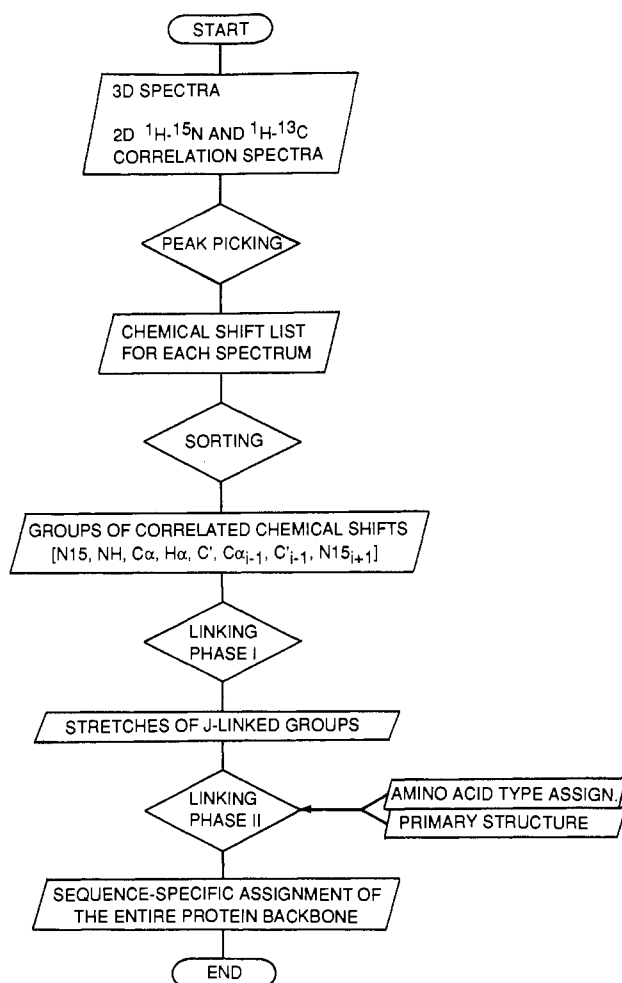 START
3D SPECTRA
2D ¹H-¹⁵N AND ¹H-¹³C
CORRELATION SPECTRA
PEAK PICKING
CHEMICAL SHIFT LIST
FOR EACH SPECTRUM
SORTING
GROUPS OF CORRELATED CHEMICAL SHIFTS
[N15, NH, Cα, Hα, C', Cαi-1, C'i-1, N15i+1]
LINKING
PHASE I
STRETCHES OF J-LINKED GROUPS
LINKING
PHASE II
AMINO ACID TYPE ASSIGN.
PRIMARY STRUCTURE
SEQUENCE-SPECIFIC ASSIGNMENT OF
THE ENTIRE PROTEIN BACKBONE
END